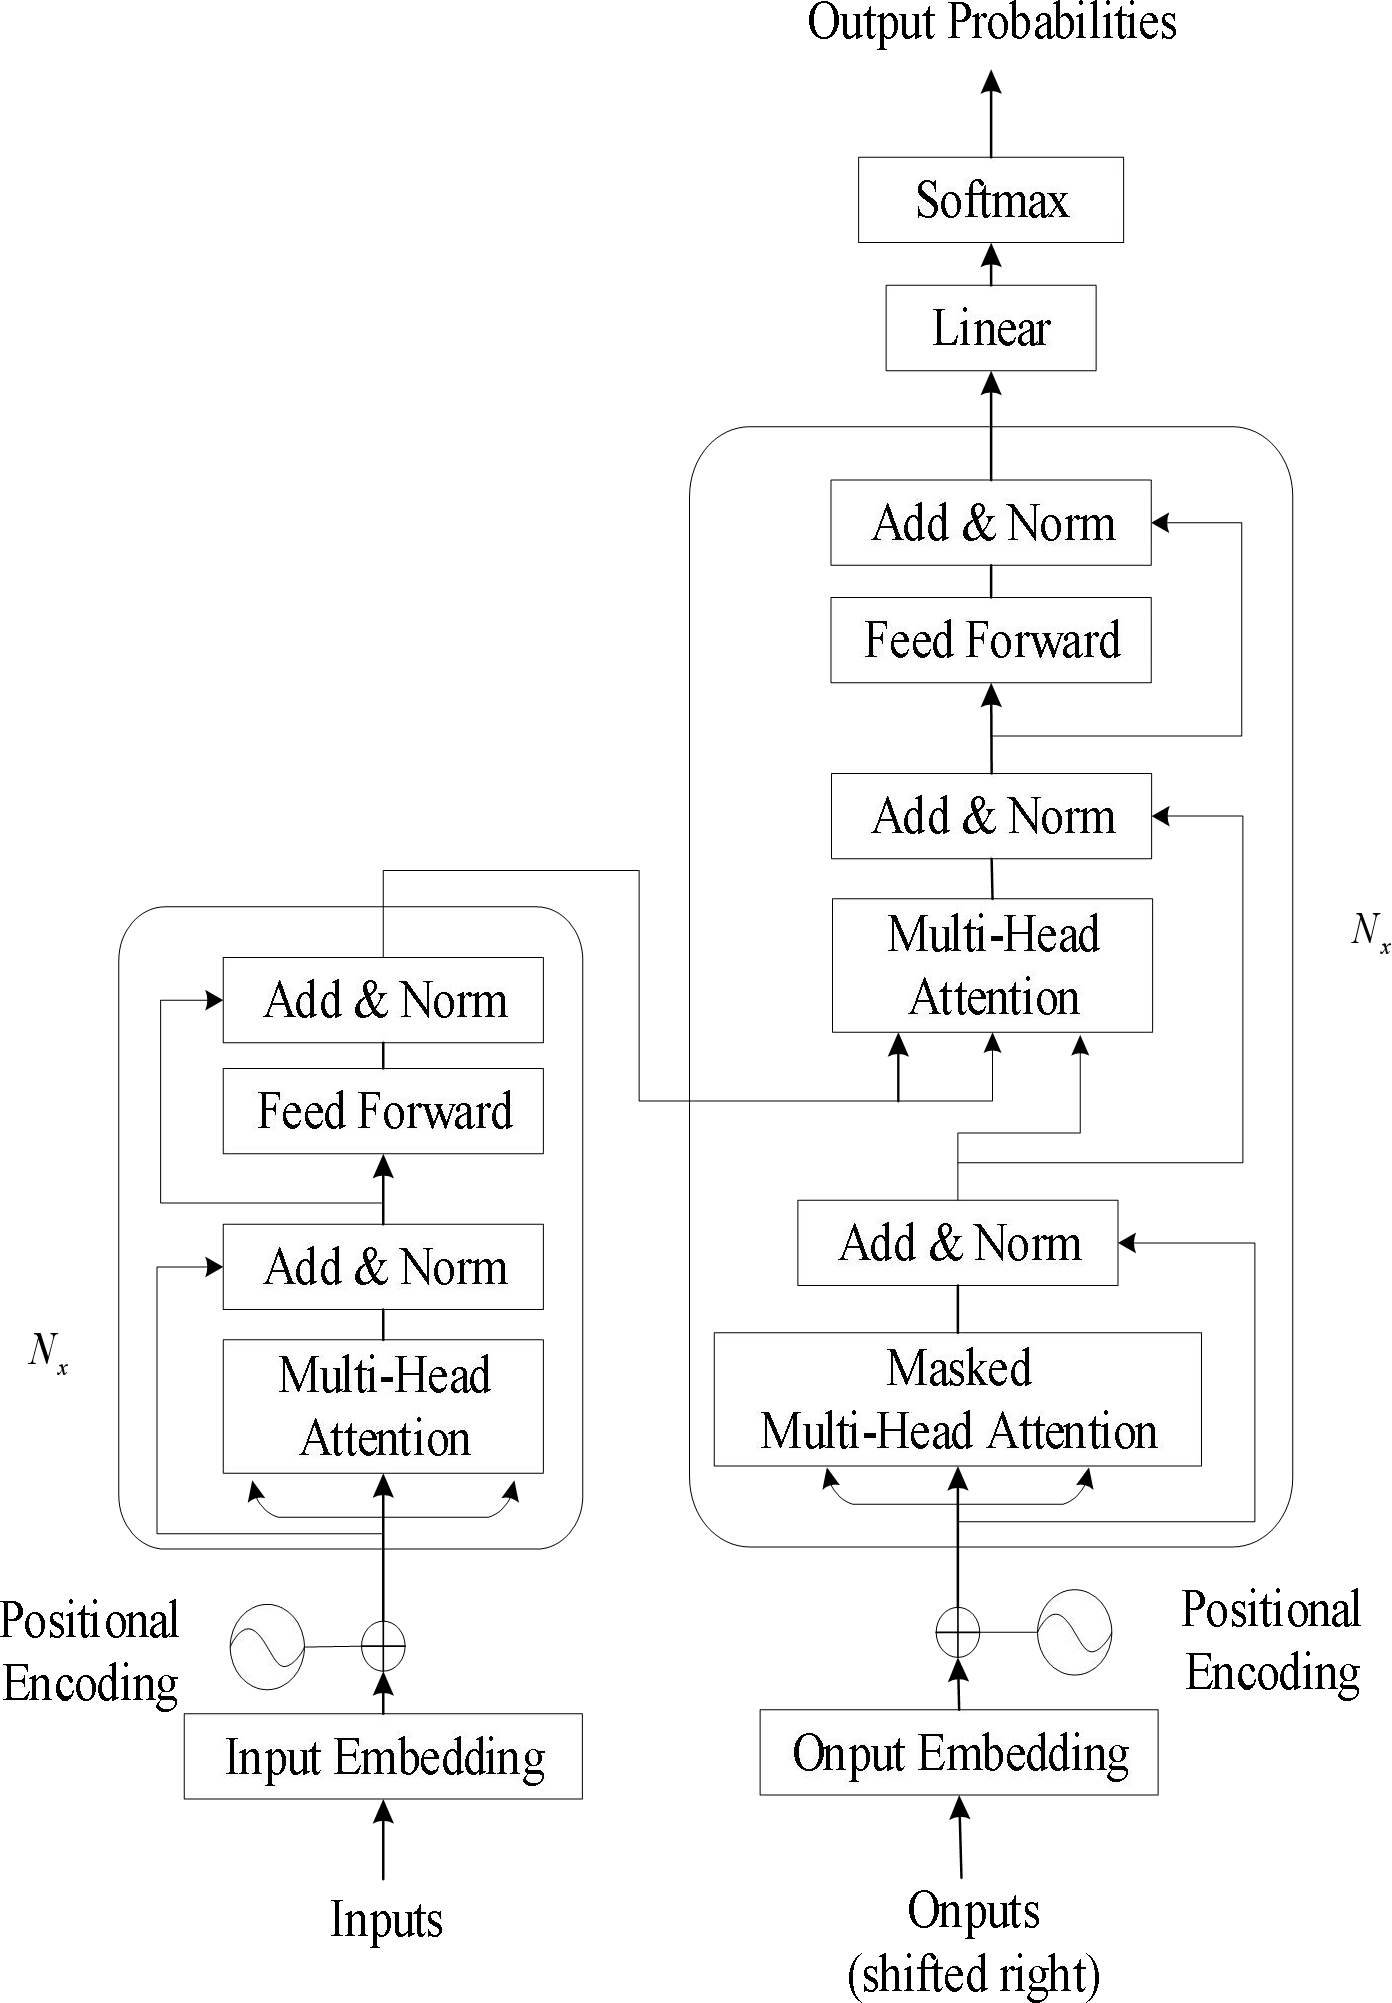 Output Probabilities
Softmax
Linear
Add & Norm
Feed Forward
Add & Norm
Multi-Head
Attention
N_x
Add & Norm
Masked
Multi-Head Attention
Positional
Encoding
Onput Embedding
Onputs
(shifted right)
Add & Norm
Feed Forward
Add & Norm
N_x
Multi-Head
Attention
Positional
Encoding
Input Embedding
Inputs